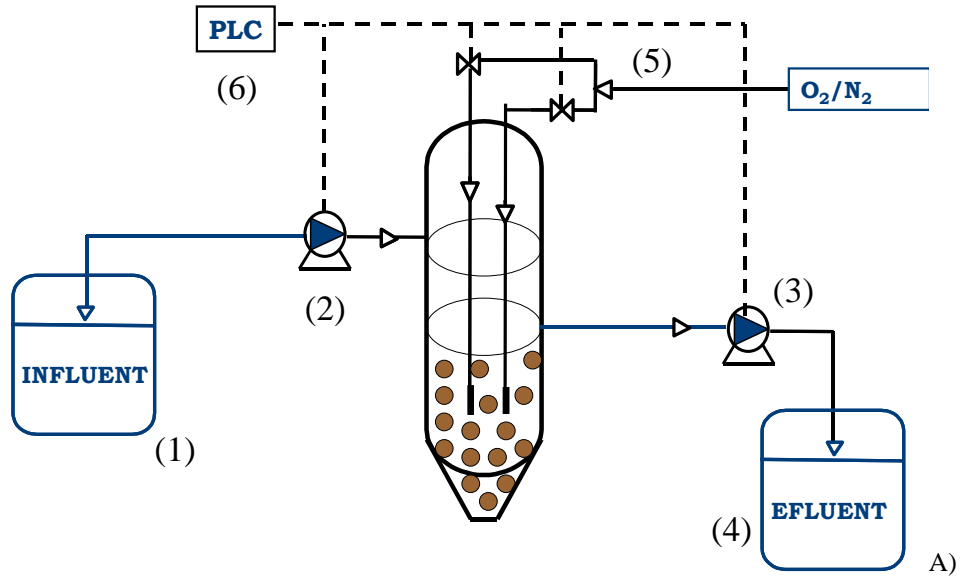 PLC
(6)
(5)
O₂/N₂
(2)
(3)
INFLUENT
(1)
(4)
EFLUENT
A)